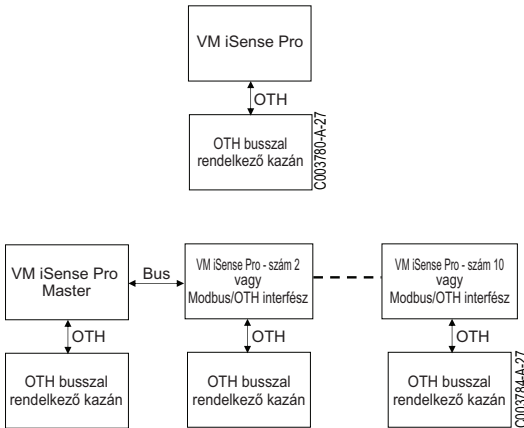 VM iSense Pro
OTH
OTH busszal
rendelkező kazán
C003780-A-27
VM iSense Pro
Master
Bus
VM iSense Pro - szám 2
vagy
Modbus/OTH interfész
VM iSense Pro - szám 10
vagy
Modbus/OTH interfész
OTH
OTH
OTH
OTH busszal
rendelkező kazán
OTH busszal
rendelkező kazán
OTH busszal
rendelkező kazán
C003784-A-27